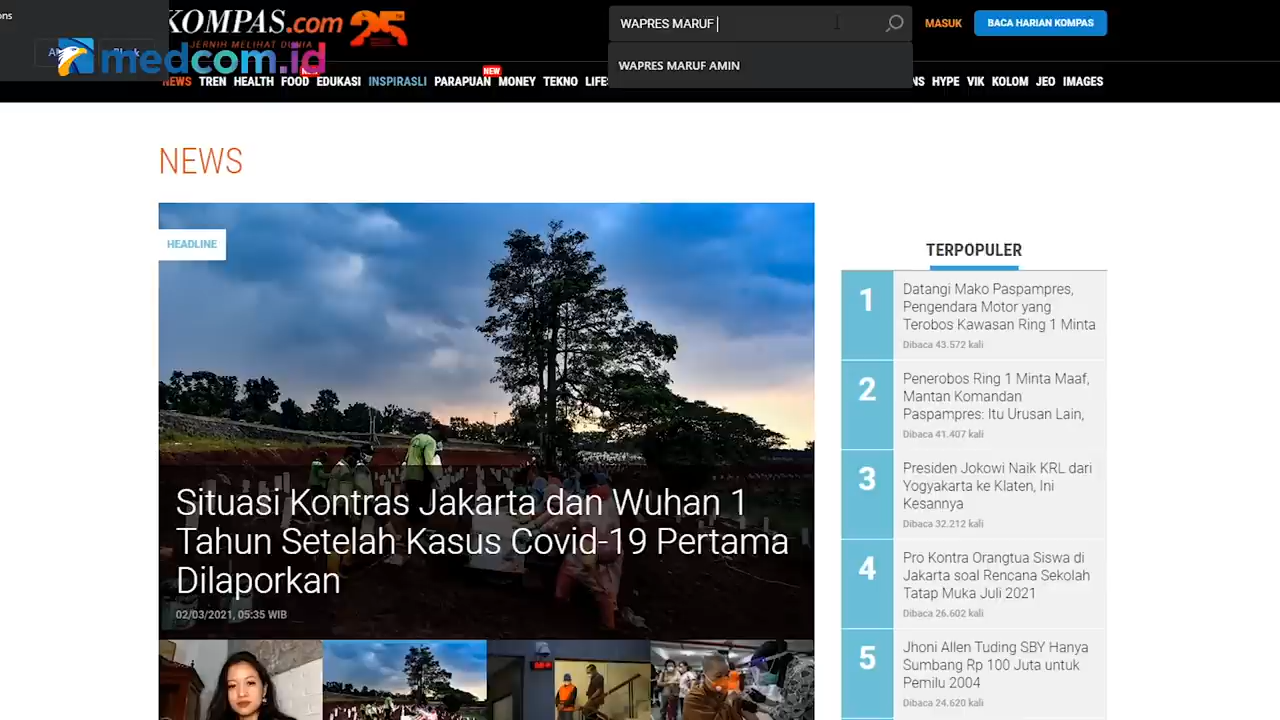 ons
KOMPAS.com 25
JERNIH MELIHAT DUNIA
WAPRES MARUF
MASUK
BACA HARIAN KOMPAS
WAPRES MARUF AMIN
medcom.id
NEW NEW
NEWS TREN HEALTH FOOD EDUKASI INSPIRASLI PARAPUAN MONEY TEKNO LIFES NS HYPE VIK KOLOM JEO IMAGES
NEWS
HEADLINE
Situasi Kontras Jakarta dan Wuhan 1
Tahun Setelah Kasus Covid-19 Pertama
Dilaporkan
02/03/2021, 05:35 WIB
TERPOPULER
1
Datangi Mako Paspampres,
Pengendara Motor yang
Terobos Kawasan Ring 1 Minta
Dibaca 43.572 kali
2
Penerobos Ring 1 Minta Maaf,
Mantan Komandan
Paspampres: Itu Urusan Lain,
Dibaca 41.407 kali
3
Presiden Jokowi Naik KRL dari
Yogyakarta ke Klaten, Ini
Kesannya
Dibaca 32.212 kali
4
Pro Kontra Orangtua Siswa di
Jakarta soal Rencana Sekolah
Tatap Muka Juli 2021
Dibaca 26.602 kali
5
Jhoni Allen Tuding SBY Hanya
Sumbang Rp 100 Juta untuk
Pemilu 2004
Dibaca 24.620 kali